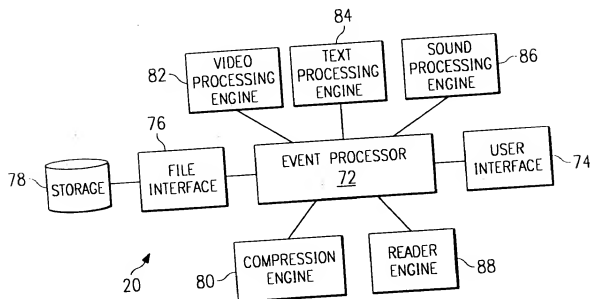 84
82
VIDEO
PROCESSING
ENGINE
TEXT
PROCESSING
ENGINE
SOUND
PROCESSING
ENGINE
86
76
78
STORAGE
FILE
INTERFACE
EVENT PROCESSOR
72
USER
INTERFACE
74
20
80
COMPRESSION
ENGINE
READER
ENGINE
88